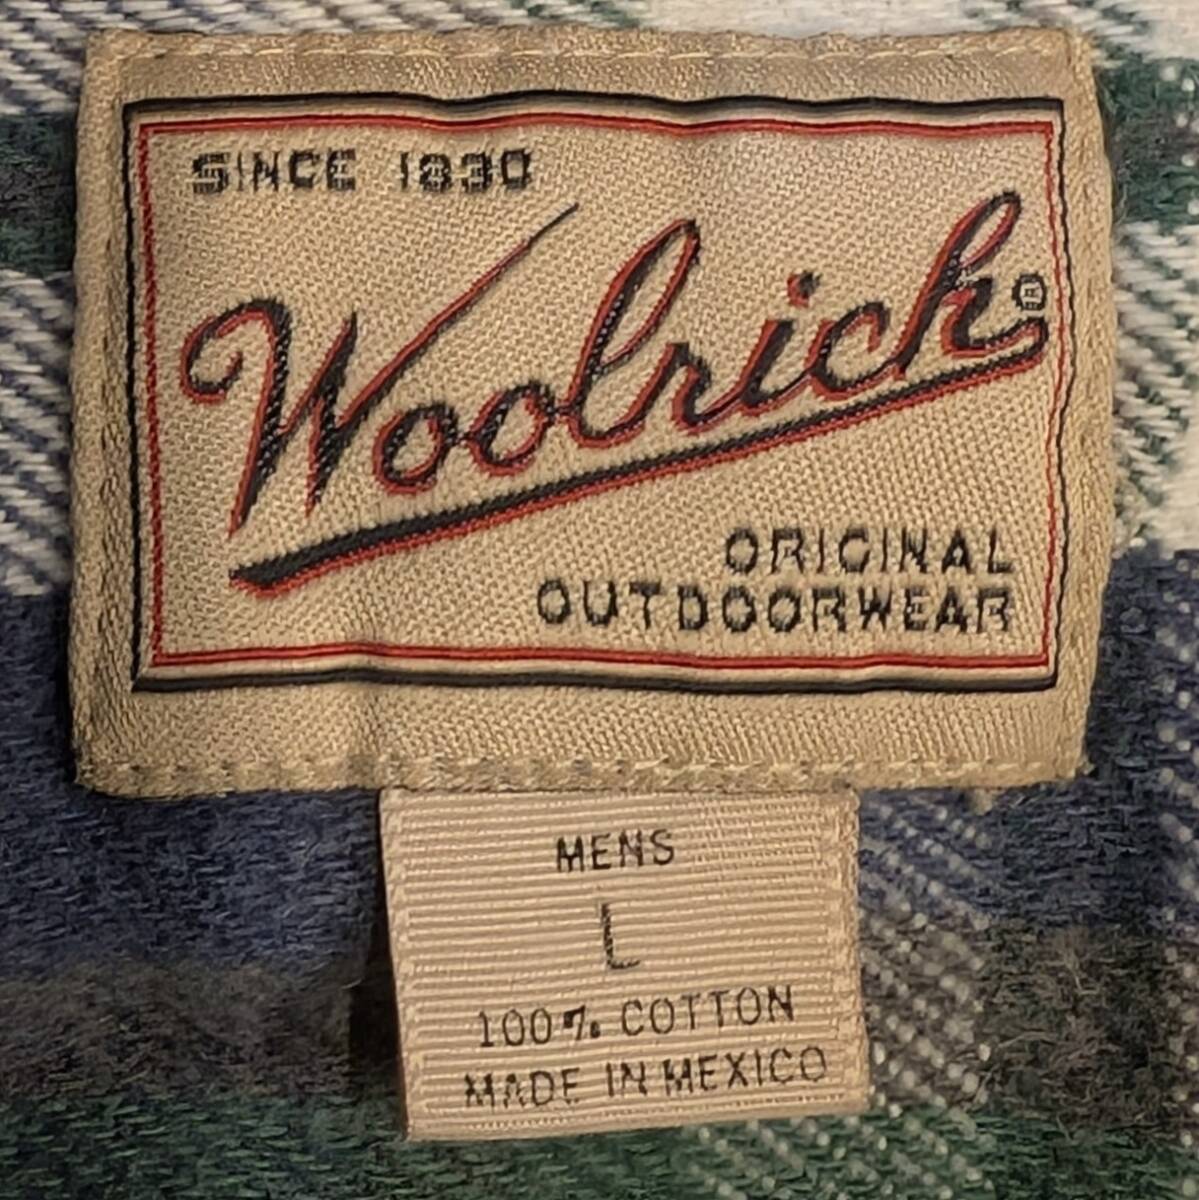 SINCE 1830
Woolrich®
ORIGINAL
OUTDOORWEAR
MENS
L
100% COTTON
MADE IN MEXICO